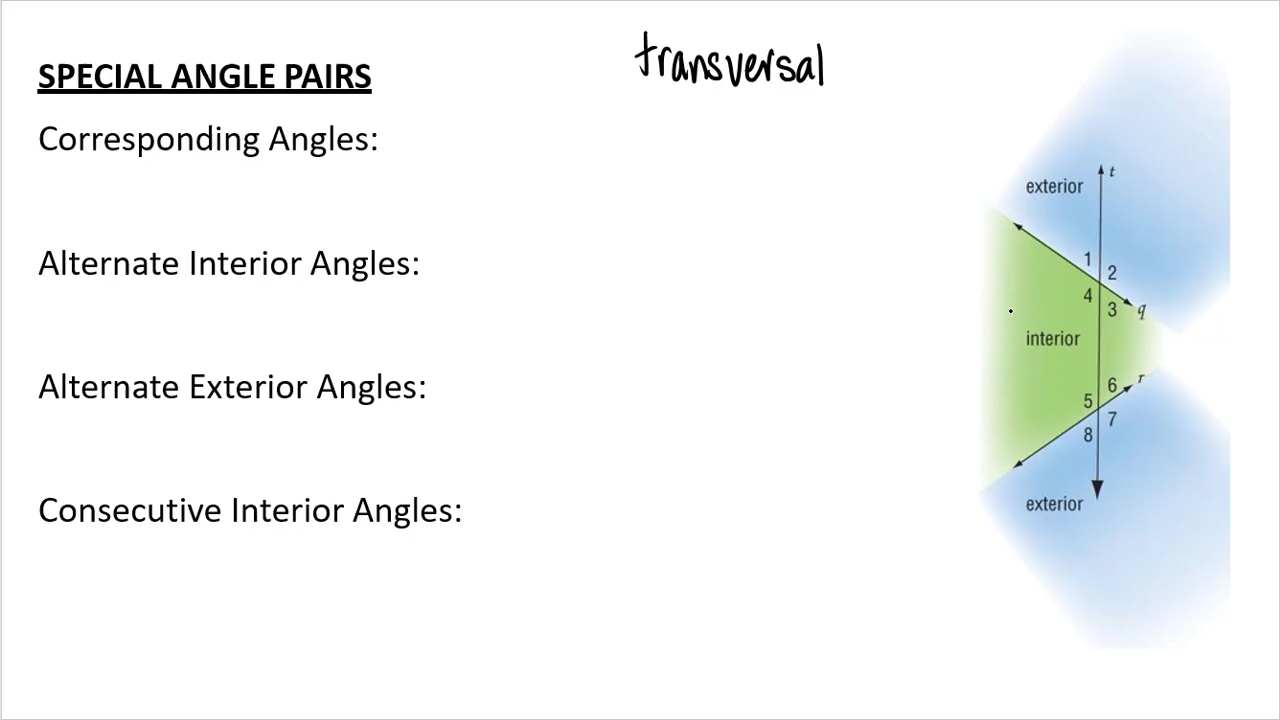 transversal
SPECIAL ANGLE PAIRS
Corresponding Angles:
Alternate Interior Angles:
Alternate Exterior Angles:
Consecutive Interior Angles:
t
exterior
1
2
4
3
q
interior
6
r
5
7
8
exterior